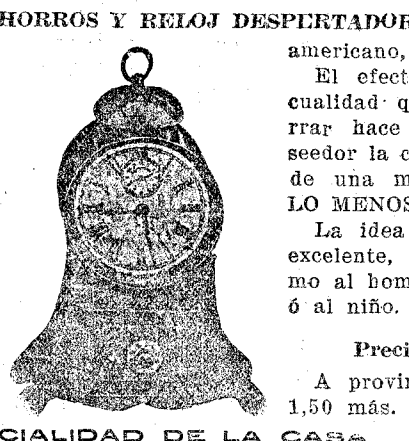 HORROS Y RELOJ DESPERTADOR
americano,
El efect
cualidad q
rrar hace
seedor la c
de una m
LO MENOS
La idea
excelente,
mo al hom
ó al niño.
Preci
A provin
1,50 más.
CIALIDAD DE LA CASA